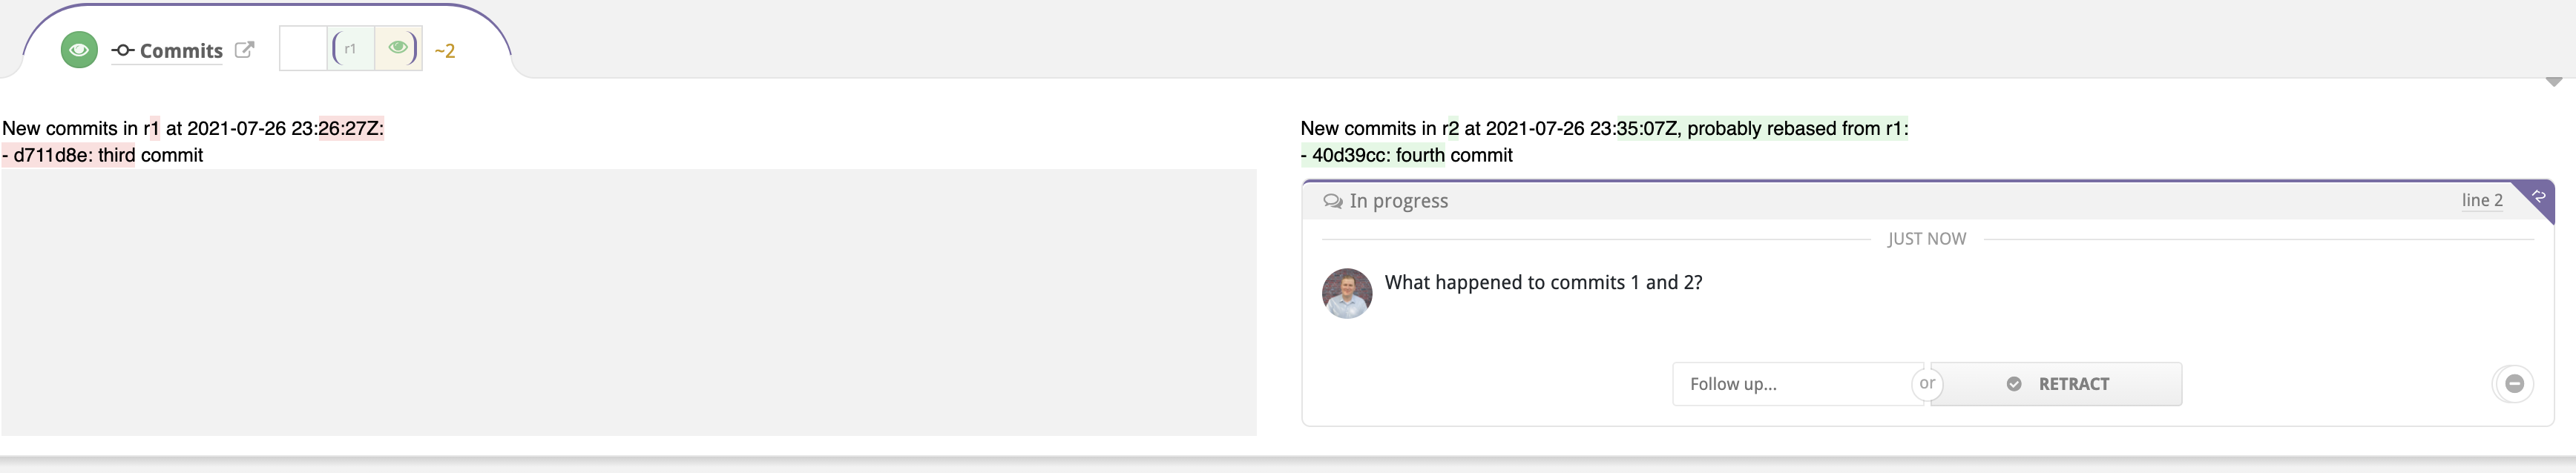 Commits r1 ~2
New commits in r1 at 2021-07-26 23:26:27Z:
- d711d8e: third commit
New commits in r2 at 2021-07-26 23:35:07Z, probably rebased from r1:
- 40d39cc: fourth commit
In progress line 2 r2
JUST NOW
What happened to commits 1 and 2?
Follow up... or RETRACT